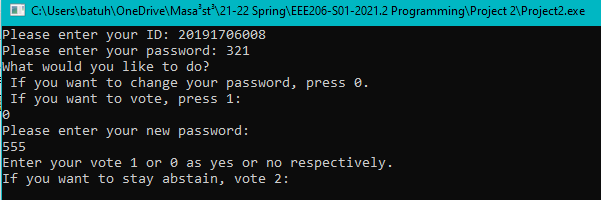 C:\Users\batuh\OneDrive\Masa³st³\21-22 Spring\EEE206-S01-2021.2 Programming\Project 2\Project2.exe
Please enter your ID: 20191706008
Please enter your password: 321
What would you like to do?
 If you want to change your password, press 0.
 If you want to vote, press 1:
0
Please enter your new password:
555
Enter your vote 1 or 0 as yes or no respectively.
If you want to stay abstain, vote 2: